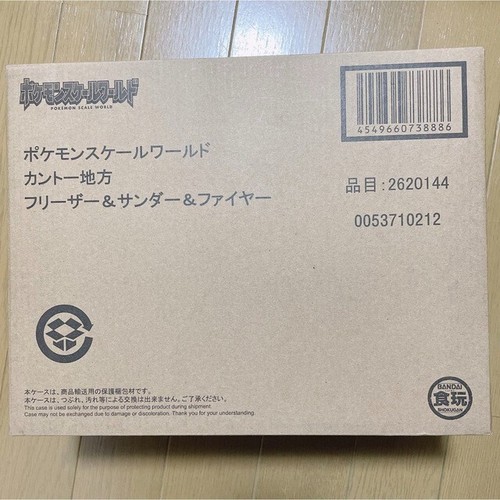 ポケモンスケールワールド
POKEMON SCALE WORLD
4549660738886
ポケモンスケールワールド
カントー地方
フリーザー＆サンダー＆ファイヤー
品目：2620144
0053710212
本ケースは、商品輸送用の保護梱包材です。
本ケースは、つぶれ、汚れ等による交換は出来ません。ご了承ください。
This case is used solely for the purpose of protecting product during shipment.
Case may not be exchanged due to damage or discoloration. Thank you for your understanding.
BANDAI
食玩
SHOKUGAN